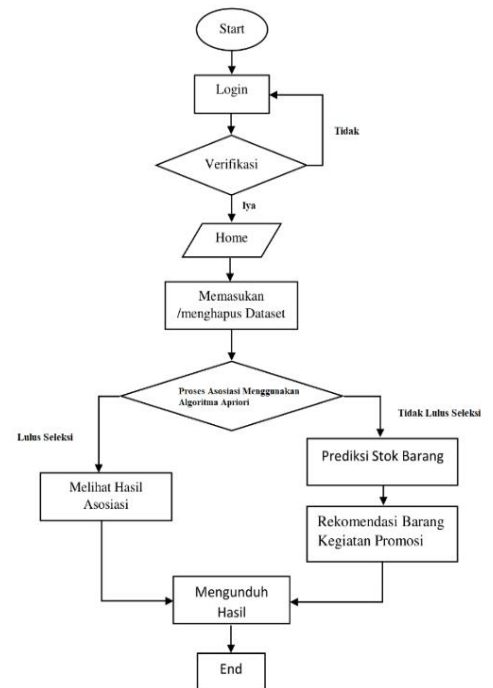 Start
Login
Tidak
Verifikasi
Iya
Home
Memasukan
/menghapus Dataset
Proses Asosiasi Menggunakan
Algoritma Apriori
Lulus Seleksi
Tidak Lulus Seleksi
Melihat Hasil
Asosiasi
Prediksi Stok Barang
Rekomendasi Barang
Kegiatan Promosi
Mengunduh
Hasil
End